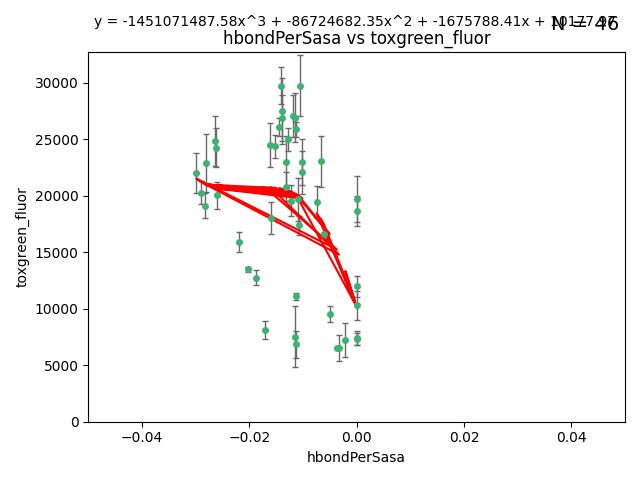 y = -1451071487.58x^3 + -86724682.35x^2 + -1675788.41x +
N = 46
hbondPerSasa vs toxgreen_fluor
30000
25000
20000
15000
10000
5000
0
toxgreen_fluor
-0.04 -0.02 0.00 0.02 0.04
hbondPerSasa